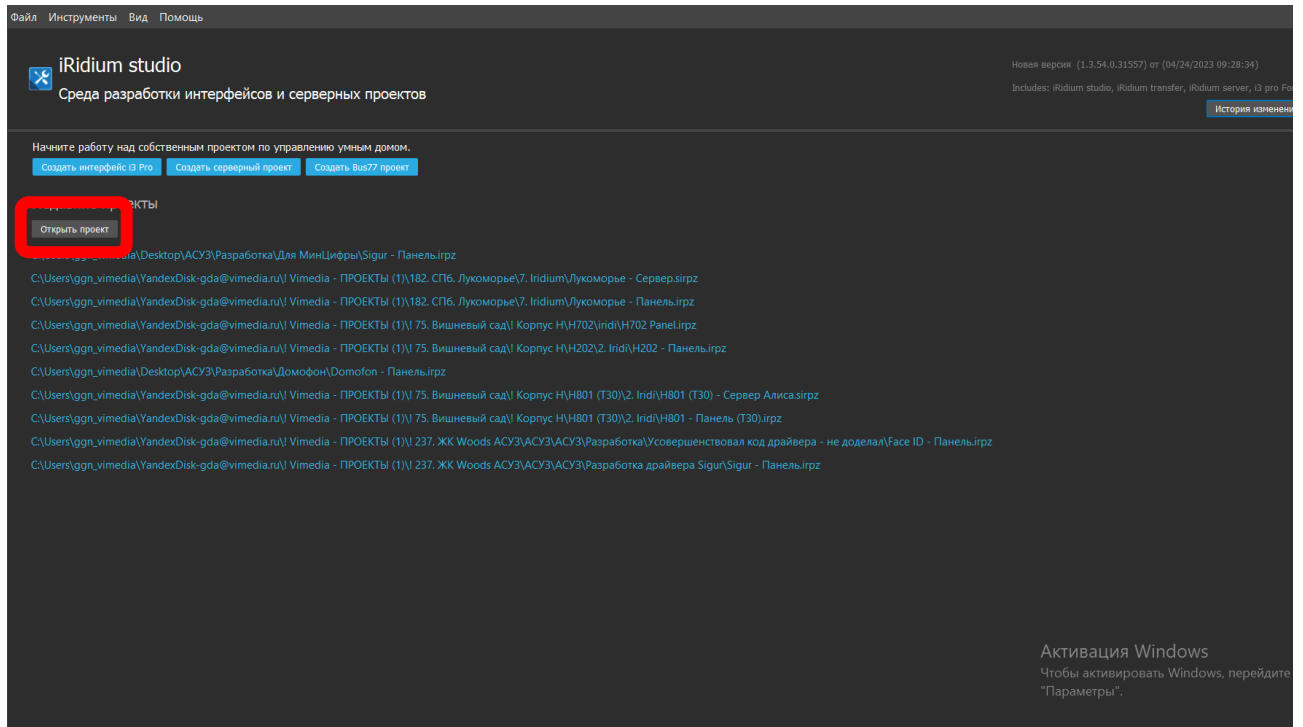 Файл Инструменты Вид Помощь
iRidium studio
Среда разработки интерфейсов и серверных проектов
Новая версия (1.3.54.0.31557) от (04/24/2023 09:28:34)
Includes: iRidium studio, iRidium transfer, iRidium server, i3 pro Fo
История изменени
Начните работу над собственным проектом по управлению умным домом.
Создать интерфейс i3 Pro Создать серверный проект Создать Bus77 проект
екты
Открыть проект
\Desktop\АСУЗ\Разработка\Для МинЦифры\Sigur - Панель.irpz
C:\Users\ggn_vimedia\YandexDisk-gda@vimedia.ru\! Vimedia - ПРОЕКТЫ (1)\182. СПб. Лукоморье\7. Iridium\Лукоморье - Сервер.sirpz
C:\Users\ggn_vimedia\YandexDisk-gda@vimedia.ru\! Vimedia - ПРОЕКТЫ (1)\182. СПб. Лукоморье\7. Iridium\Лукоморье - Панель.irpz
C:\Users\ggn_vimedia\YandexDisk-gda@vimedia.ru\! Vimedia - ПРОЕКТЫ (1)\! 75. Вишневый сад\! Корпус Н\H702\iridi\H702 Panel.irpz
C:\Users\ggn_vimedia\YandexDisk-gda@vimedia.ru\! Vimedia - ПРОЕКТЫ (1)\! 75. Вишневый сад\! Корпус Н\H202\2. Iridi\H202 - Панель.irpz
C:\Users\ggn_vimedia\Desktop\АСУЗ\Разработка\Домофон\Domofon - Панель.irpz
C:\Users\ggn_vimedia\YandexDisk-gda@vimedia.ru\! Vimedia - ПРОЕКТЫ (1)\! 75. Вишневый сад\! Корпус Н\H801 (Т30)\2. Iridi\H801 (Т30) - Сервер Алиса.sirpz
C:\Users\ggn_vimedia\YandexDisk-gda@vimedia.ru\! Vimedia - ПРОЕКТЫ (1)\! 75. Вишневый сад\! Корпус Н\H801 (Т30)\2. Iridi\H801 - Панель (Т30).irpz
C:\Users\ggn_vimedia\YandexDisk-gda@vimedia.ru\! Vimedia - ПРОЕКТЫ (1)\! 237. ЖК Woods АСУЗ\АСУЗ\АСУЗ\Разработка\Усовершенствовал код драйвера - не доделал\Face ID - Панель.irpz
C:\Users\ggn_vimedia\YandexDisk-gda@vimedia.ru\! Vimedia - ПРОЕКТЫ (1)\! 237. ЖК Woods АСУЗ\АСУЗ\АСУЗ\Разработка драйвера Sigur\Sigur - Панель.irpz
Активация Windows
Чтобы активировать Windows, перейдите
"Параметры".